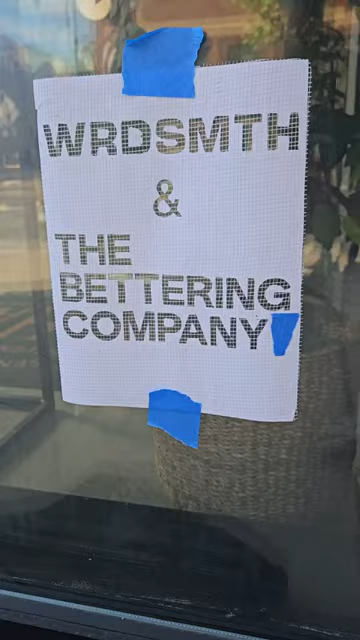 WRDSMTH
&
THE
BETTERING
COMPANY